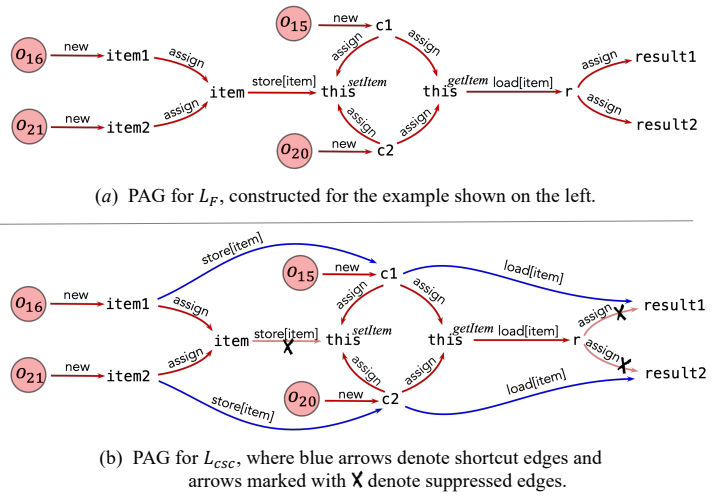 O15 new c1
O16 new item1 assign assign assign assign result1
item store[item] this setItem this getItem load[item] r
O21 new item2 assign assign assign assign result2
O20 new c2
(a) PAG for L_F, constructed for the example shown on the left.
store[item] load[item]
O15 new c1
O16 new item1 assign assign assign assign result1
item store[item] this setItem this getItem load[item] r
O21 new item2 assign assign assign assign result2
store[item] O20 new c2 load[item]
(b) PAG for L_csc, where blue arrows denote shortcut edges and
arrows marked with X denote suppressed edges.